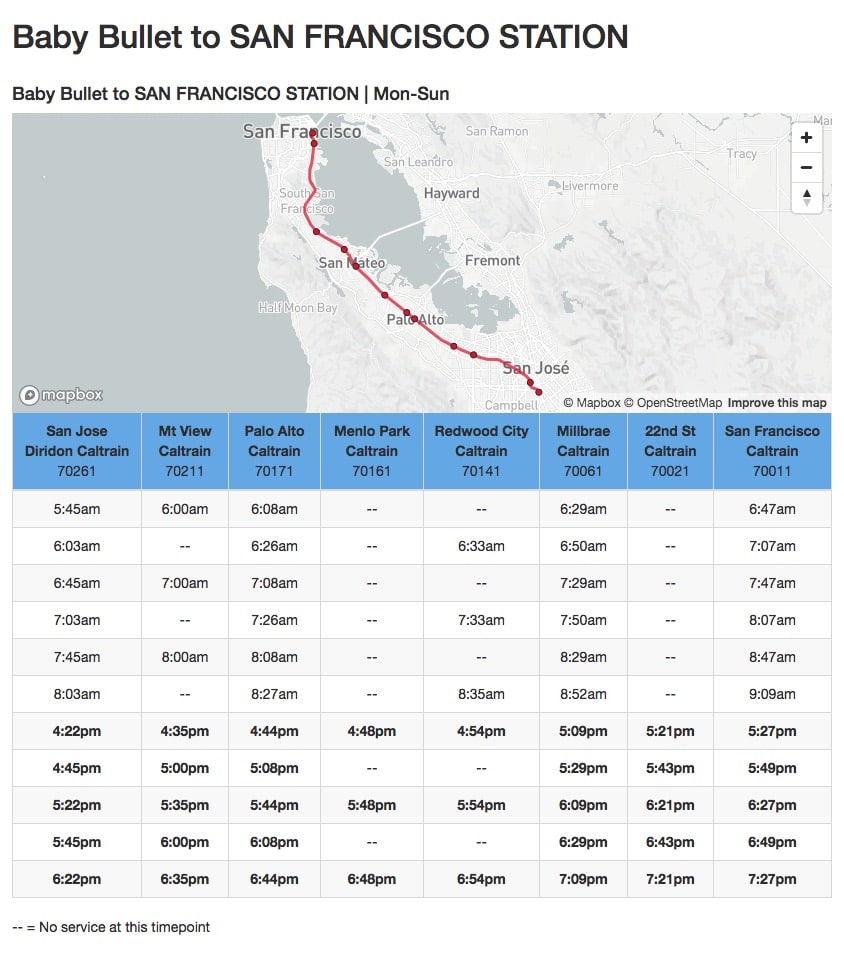 Baby Bullet to SAN FRANCISCO STATION
Baby Bullet to SAN FRANCISCO STATION | Mon-Sun
San Francisco
San Ramon
Tracy
San Leandro
Livermore
South San
Francisco
Hayward
San Mateo
Fremont
Half Moon Bay
Palo Alto
San José
Campbell
mapbox
© Mapbox © OpenStreetMap Improve this map
San Jose Mt View Palo Alto Menlo Park Redwood City Millbrae 22nd St San Francisco
Diridon Caltrain Caltrain Caltrain Caltrain Caltrain Caltrain Caltrain Caltrain
70261 70211 70171 70161 70141 70061 70021 70011
5:45am 6:00am 6:08am -- -- 6:29am -- 6:47am
6:03am -- 6:26am -- 6:33am 6:50am -- 7:07am
6:45am 7:00am 7:08am -- -- 7:29am -- 7:47am
7:03am -- 7:26am -- 7:33am 7:50am -- 8:07am
7:45am 8:00am 8:08am -- -- 8:29am -- 8:47am
8:03am -- 8:27am -- 8:35am 8:52am -- 9:09am
4:22pm 4:35pm 4:44pm 4:48pm 4:54pm 5:09pm 5:21pm 5:27pm
4:45pm 5:00pm 5:08pm -- -- 5:29pm 5:43pm 5:49pm
5:22pm 5:35pm 5:44pm 5:48pm 5:54pm 6:09pm 6:21pm 6:27pm
5:45pm 6:00pm 6:08pm -- -- 6:29pm 6:43pm 6:49pm
6:22pm 6:35pm 6:44pm 6:48pm 6:54pm 7:09pm 7:21pm 7:27pm
-- = No service at this timepoint